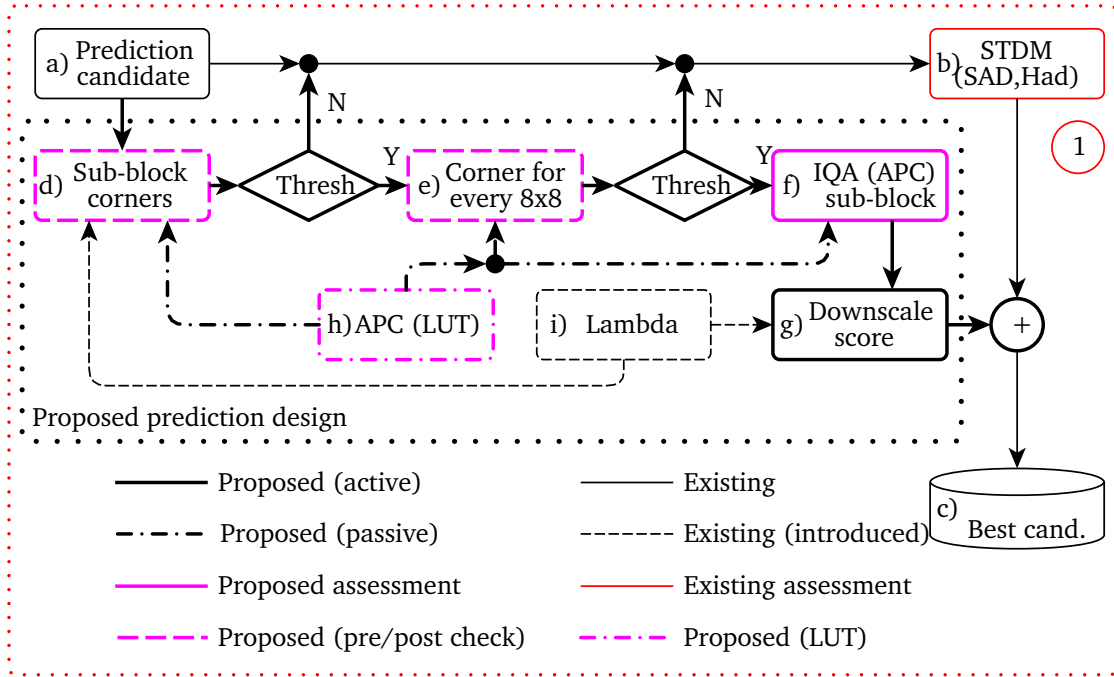 a) Prediction
candidate
b) STDM
(SAD,Had)
N
N
1
d) Sub-block
corners
Thresh
Y
e) Corner for
every 8x8
Thresh
Y
f) IQA (APC)
sub-block
h) APC (LUT)
i) Lambda
g) Downscale
score
+
Proposed prediction design
c)
Best cand.
Proposed (active)
Existing
Proposed (passive)
Existing (introduced)
Proposed assessment
Existing assessment
Proposed (pre/post check)
Proposed (LUT)